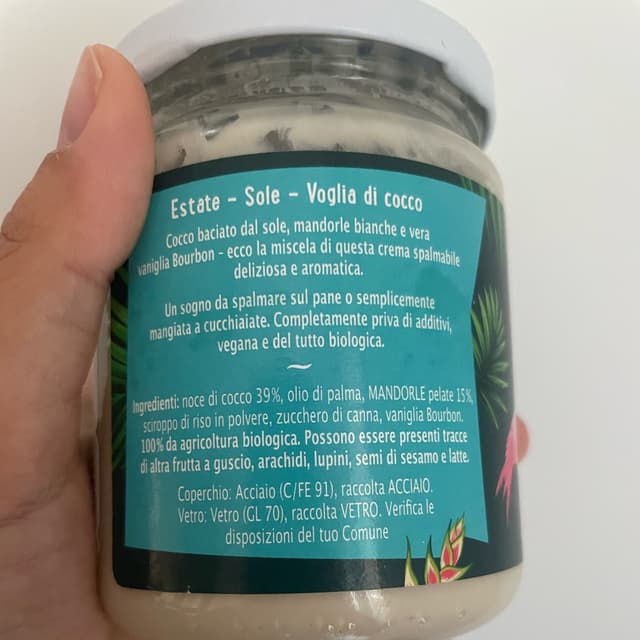 Estate – Sole – Voglia di cocco
Cocco baciato dal sole, mandorle bianche e vera
vaniglia Bourbon - ecco la miscela di questa crema spalmabile
deliziosa e aromatica.
Un sogno da spalmare sul pane o semplicemente
mangiata a cucchiaiate. Completamente priva di additivi,
vegana e del tutto biologica.
Ingredienti: noce di cocco 39%, olio di palma, MANDORLE pelate 15%,
sciroppo di riso in polvere, zucchero di canna, vaniglia Bourbon.
100% da agricoltura biologica. Possono essere presenti tracce
di altra frutta a guscio, arachidi, lupini, semi di sesamo e latte.
Coperchio: Acciaio (C/FE 91), raccolta ACCIAIO.
Vetro: Vetro (GL 70), raccolta VETRO. Verifica le
disposizioni del tuo Comune